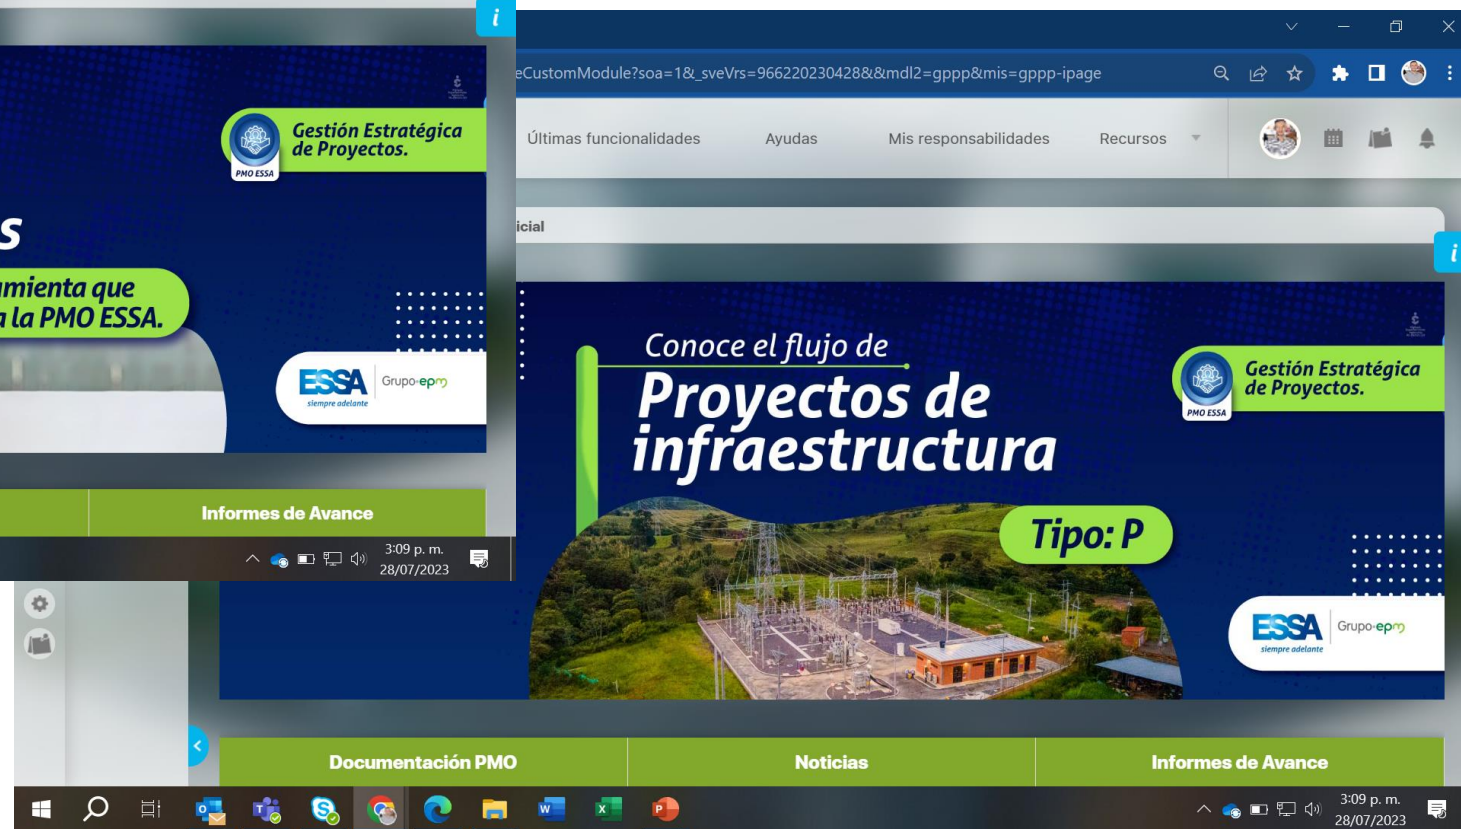 i
Gestión Estratégica
de Proyectos.
PMO ESSA
s
amienta que
a la PMO ESSA.
ESSA
siempre adelante
Grupo·epm
Informes de Avance
3:09 p. m.
28/07/2023
eCustomModule?soa=1&_sveVrs=966220230428&&mdl2=gppp&mis=gppp-ipage
Últimas funcionalidades
Ayudas
Mis responsabilidades
Recursos
icial
i
Conoce el flujo de
Proyectos de
infraestructura
Tipo: P
Gestión Estratégica
de Proyectos.
PMO ESSA
ESSA
siempre adelante
Grupo·epm
Documentación PMO
Noticias
Informes de Avance
3:09 p. m.
28/07/2023